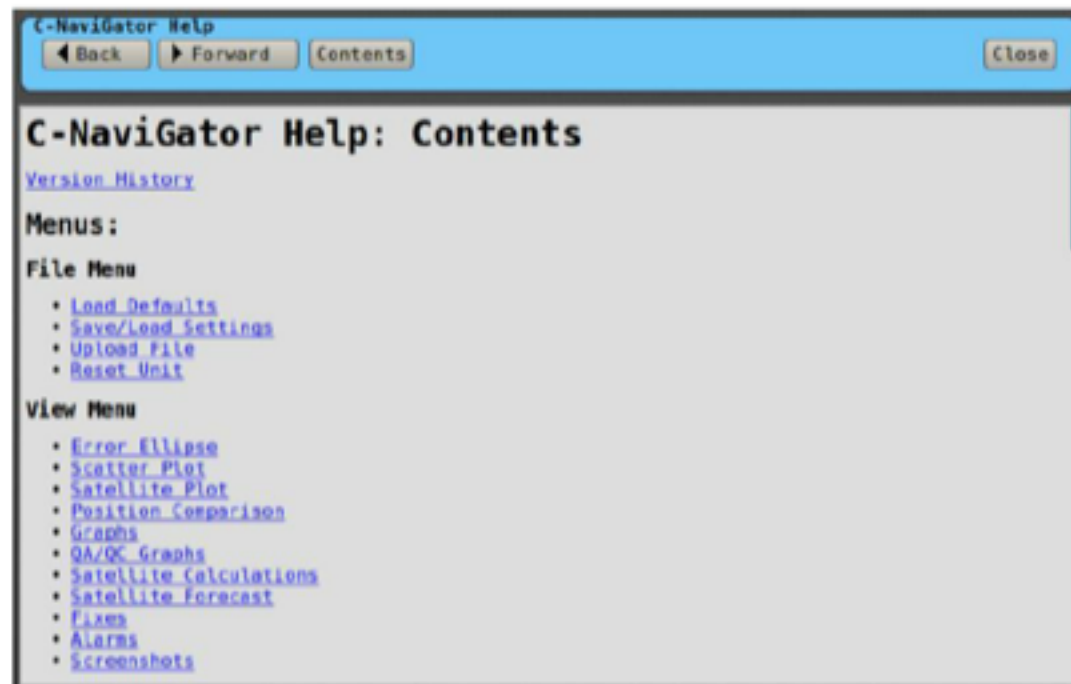 C-NaviGator Help
Back Forward Contents Close
C-NaviGator Help: Contents
Version History
Menus:
File Menu
• Load Defaults
• Save/Load Settings
• Upload File
• Reset Unit
View Menu
• Error Ellipse
• Scatter Plot
• Satellite Plot
• Position Comparison
• Graphs
• QA/QC Graphs
• Satellite Calculations
• Satellite Forecast
• Fixes
• Alarms
• Screenshots